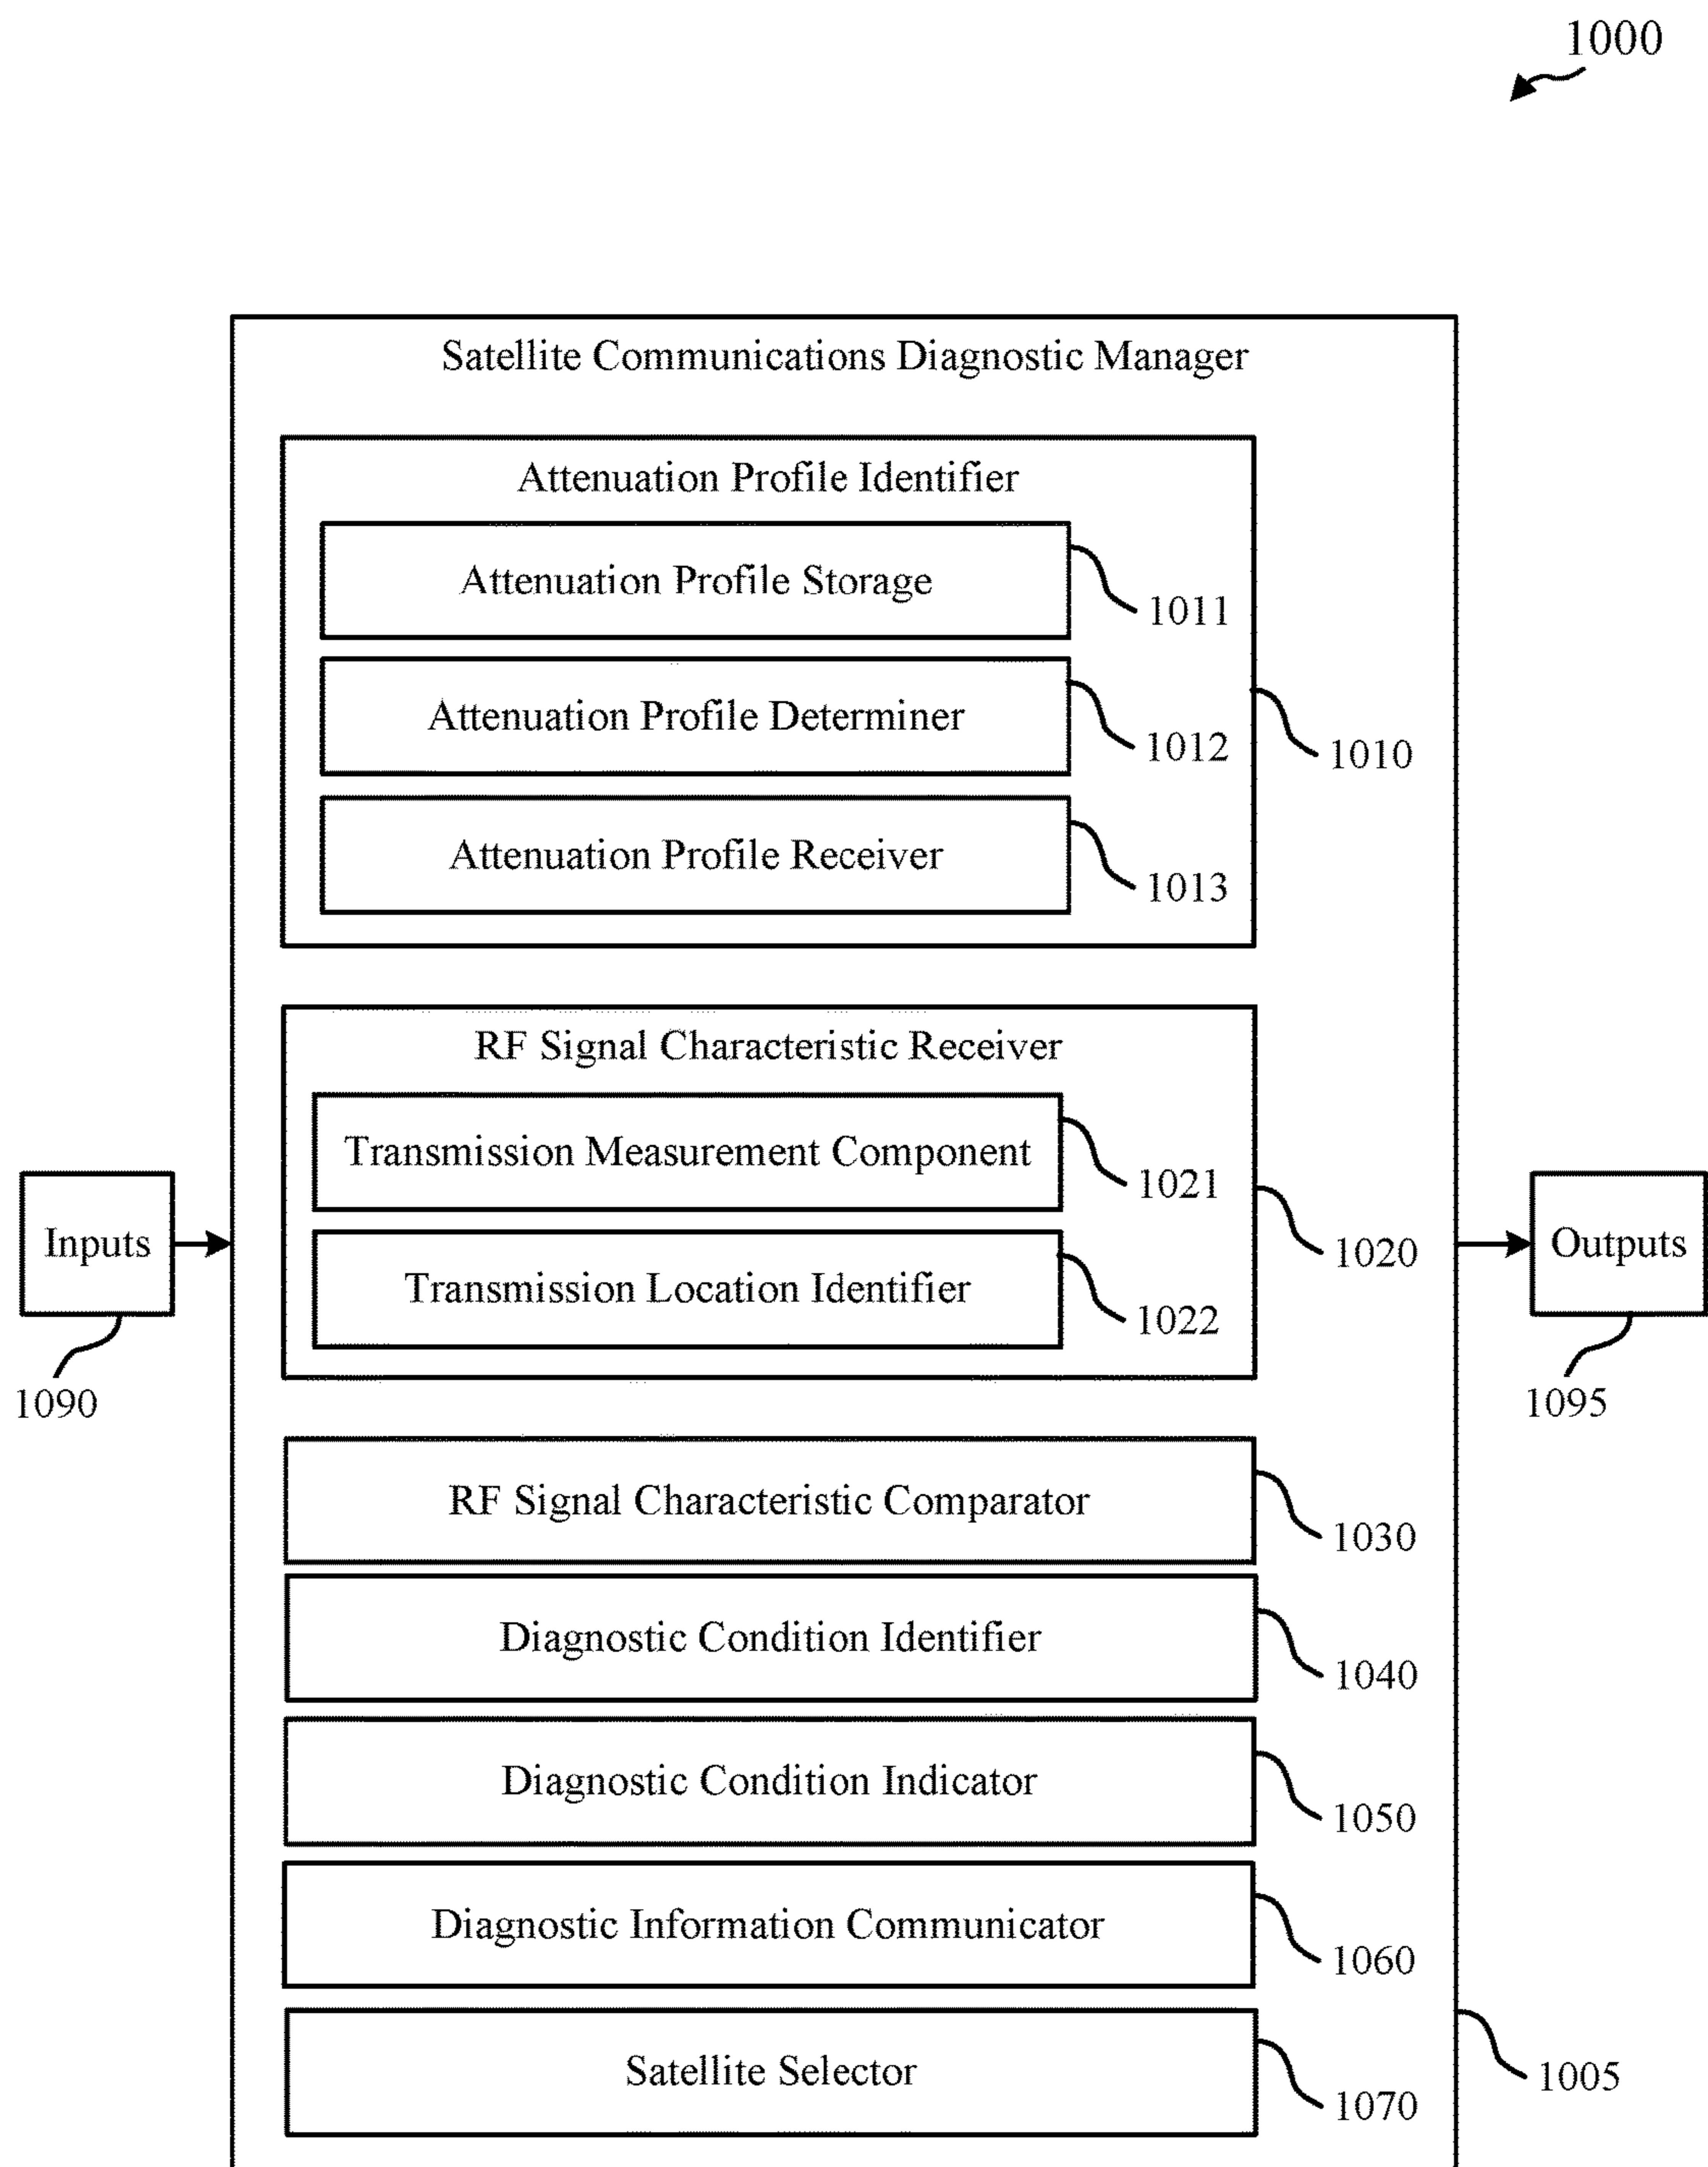 1000
Satellite Communications Diagnostic Manager
Attenuation Profile Identifier
Attenuation Profile Storage
1011
Attenuation Profile Determiner
1012
1010
Attenuation Profile Receiver
1013
RF Signal Characteristic Receiver
Transmission Measurement Component
1021
Inputs
1020
Outputs
Transmission Location Identifier
1022
1090
1095
RF Signal Characteristic Comparator
1030
Diagnostic Condition Identifier
1040
Diagnostic Condition Indicator
1050
Diagnostic Information Communicator
1060
Satellite Selector
1005
1070